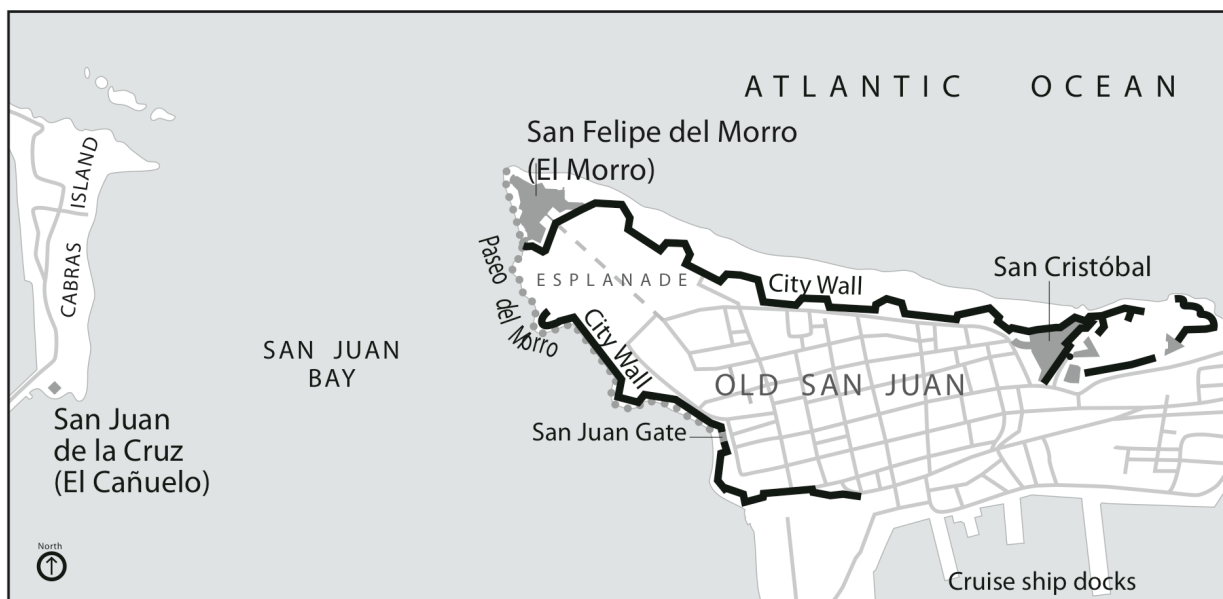 ATLANTIC OCEAN
San Felipe del Morro
(El Morro)
CABRAS ISLAND
Paseo del Morro
ESPLANADE
City Wall
San Cristóbal
City Wall
SAN JUAN
BAY
OLD SAN JUAN
San Juan
de la Cruz
(El Cañuelo)
San Juan Gate
North
Cruise ship docks